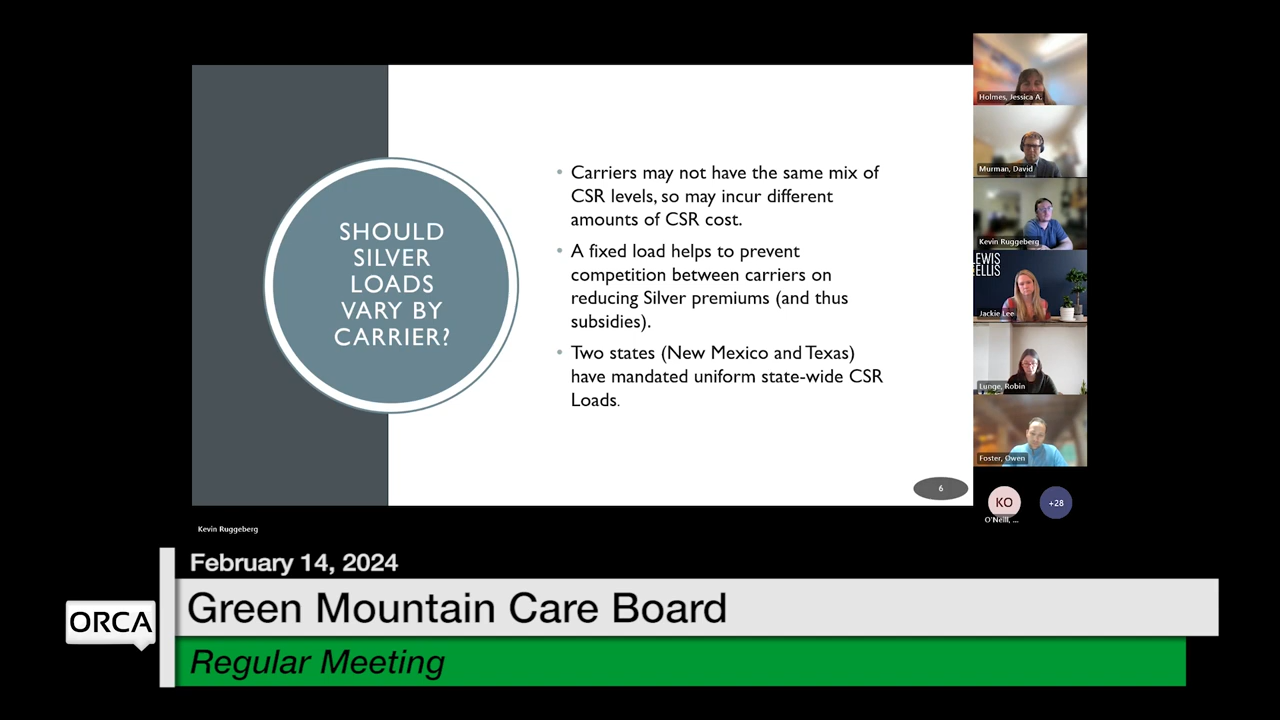 SHOULD
SILVER
LOADS
VARY BY
CARRIER?
• Carriers may not have the same mix of
CSR levels, so may incur different
amounts of CSR cost.
• A fixed load helps to prevent
competition between carriers on
reducing Silver premiums (and thus
subsidies).
• Two states (New Mexico and Texas)
have mandated uniform state-wide CSR
Loads.
6
Holmes, Jessica A.
Murman, David
Kevin Ruggeberg
LEWIS
ELLIS
Jackie Lee
Lunge, Robin
Foster, Owen
KO
+28
O'Neill, ...
Kevin Ruggeberg
February 14, 2024
ORCA
Green Mountain Care Board
Regular Meeting